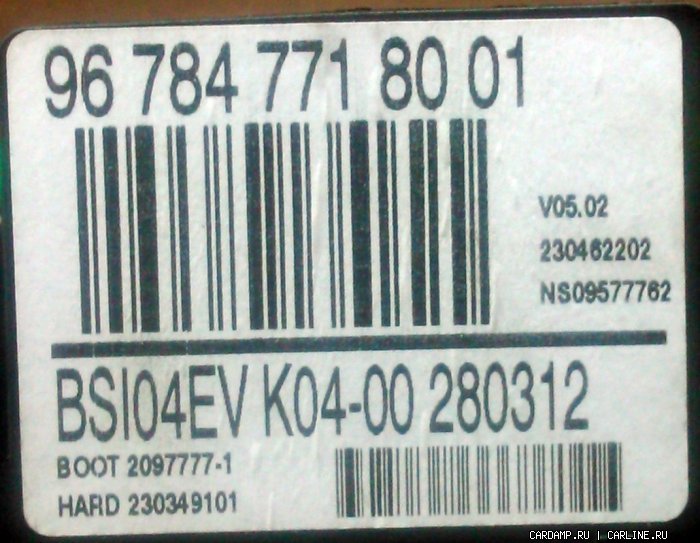 96 784 771 80 01
V05.02
230462202
NS09577762
BSI04EV K04-00 280312
BOOT 2097777-1
HARD 230349101
CARDAMP.RU | CARLINE.RU